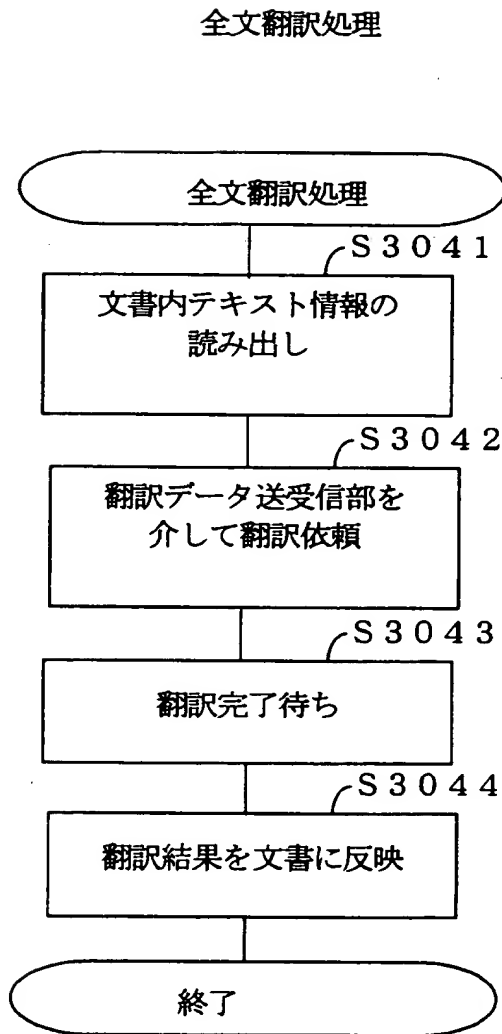 全文翻訳処理
全文翻訳処理
S3041
文書内テキスト情報の
読み出し
S3042
翻訳データ送受信部を
介して翻訳依頼
S3043
翻訳完了待ち
S3044
翻訳結果を文書に反映
終了